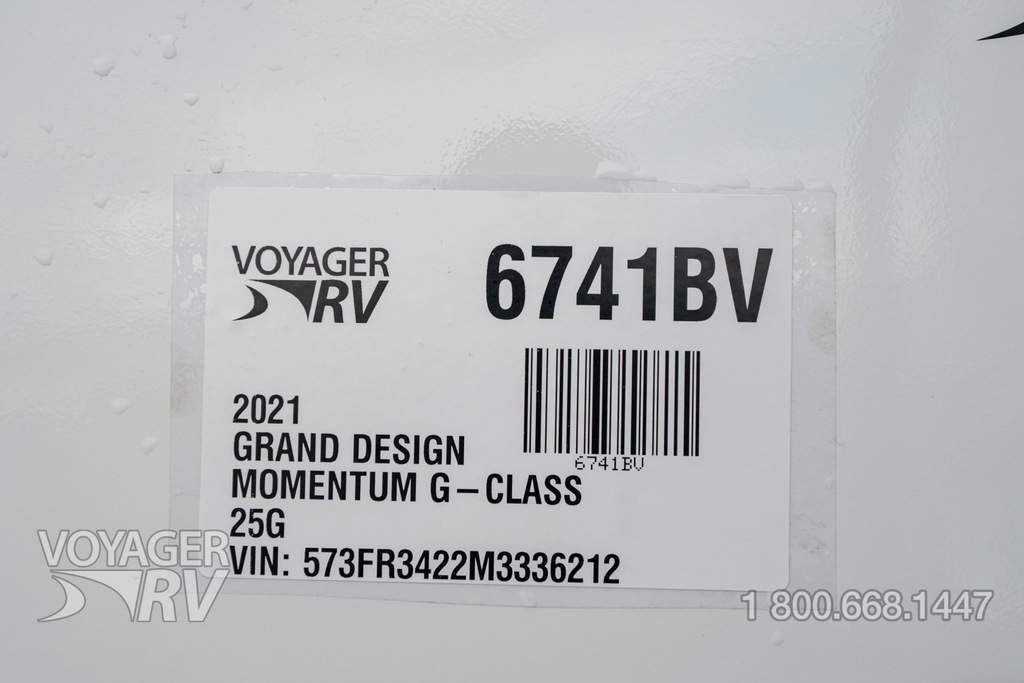 VOYAGER
RV
6741BV
6741BV
2021
GRAND DESIGN
MOMENTUM G–CLASS
25G
VIN: 573FR3422M3336212
VOYAGER
RV
1 800.668.1447